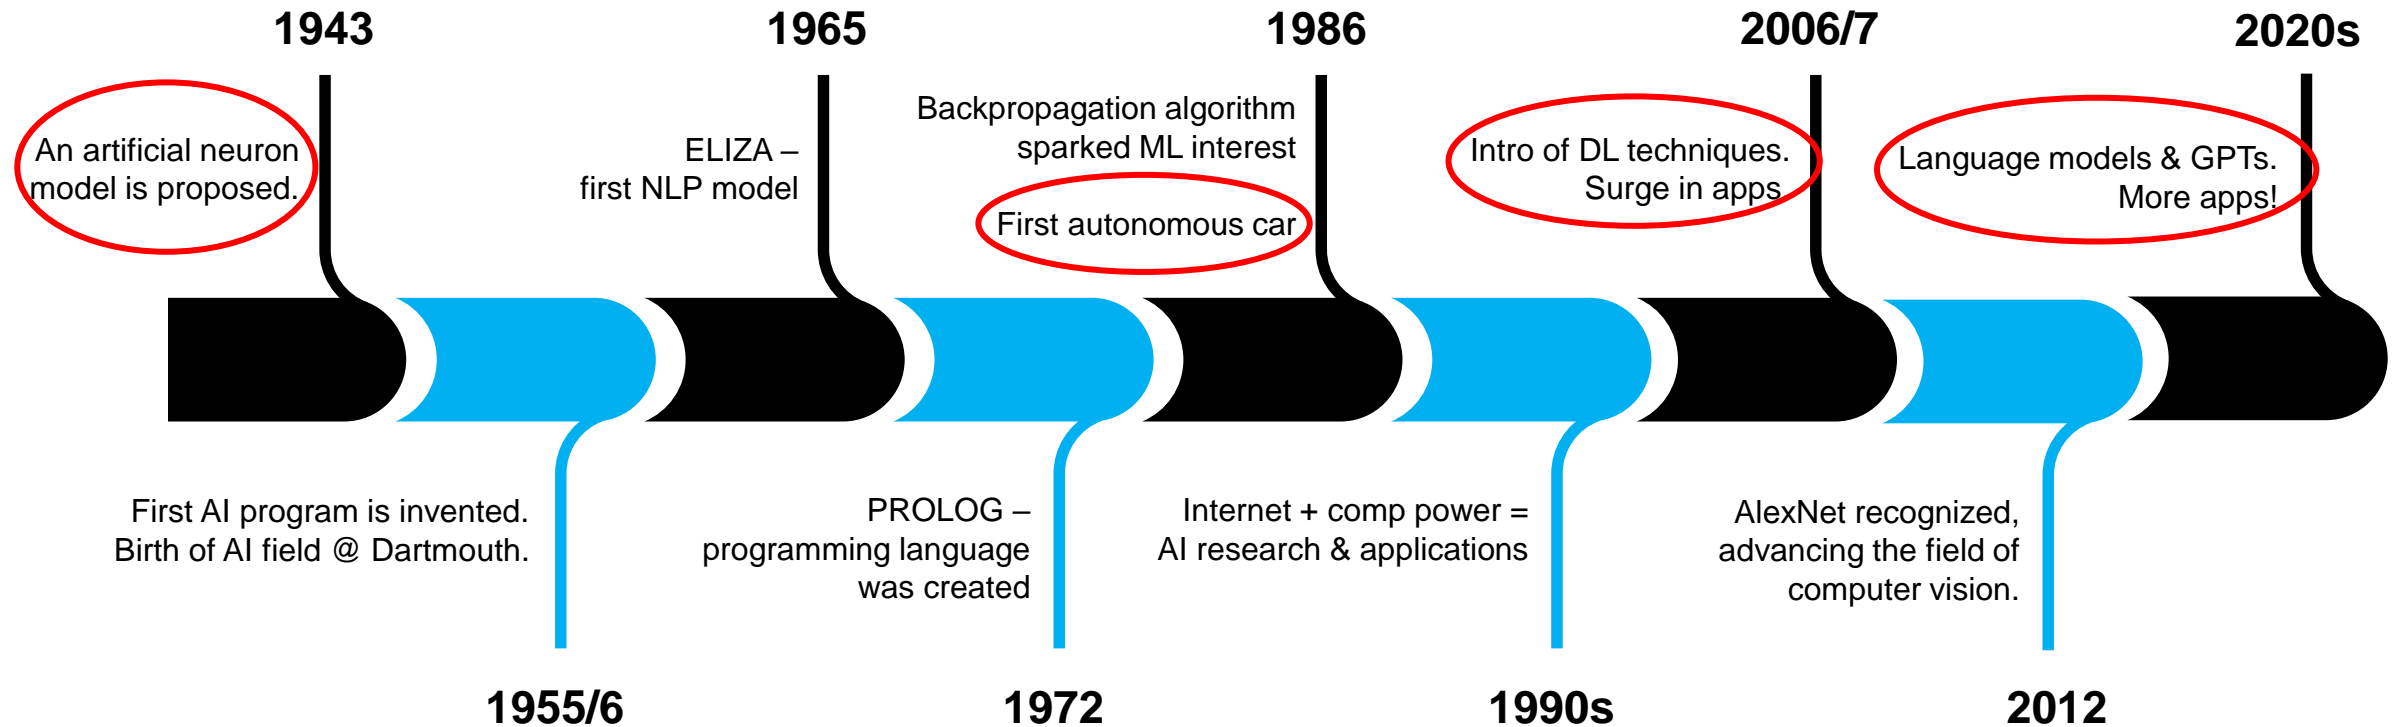 1943
An artificial neuron
model is proposed.
1965
ELIZA –
first NLP model
1986
Backpropagation algorithm
sparked ML interest
First autonomous car
2006/7
Intro of DL techniques.
Surge in apps
2020s
Language models & GPTs.
More apps!
First AI program is invented.
Birth of AI field @ Dartmouth.
1955/6
PROLOG –
programming language
was created
1972
Internet + comp power =
AI research & applications
1990s
AlexNet recognized,
advancing the field of
computer vision.
2012